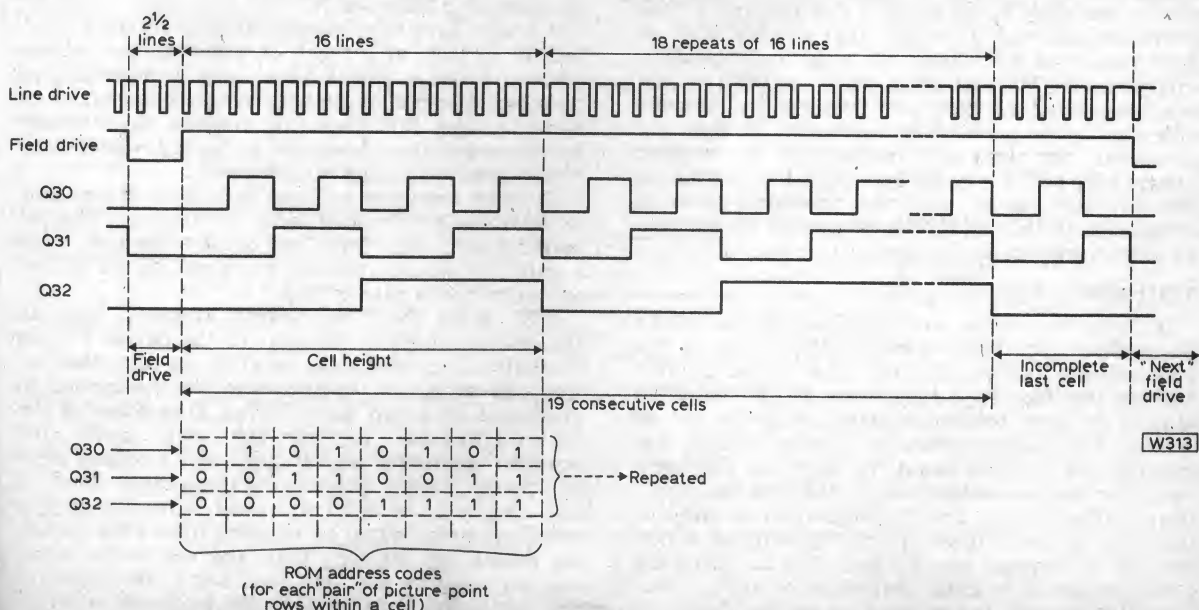 2½
lines
16 lines
18 repeats of 16 lines
Line drive
Field drive
Q30
Q31
Q32
Field
drive
Cell height
Incomplete
last cell
"Next"
field
drive
19 consecutive cells
W313
Q30 0 1 0 1 0 1 0 1
Q31 0 0 1 1 0 0 1 1
Q32 0 0 0 0 1 1 1 1
Repeated
ROM address codes
(for each "pair" of picture point
rows within a cell)